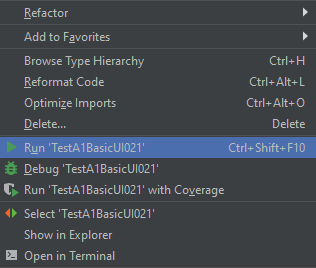 Refactor
Add to Favorites
Browse Type Hierarchy Ctrl+H
Reformat Code Ctrl+Alt+L
Optimize Imports Ctrl+Alt+O
Delete... Delete
Run 'TestA1BasicUI021' Ctrl+Shift+F10
Debug 'TestA1BasicUI021'
Run 'TestA1BasicUI021' with Coverage
Select 'TestA1BasicUI021'
Show in Explorer
Open in Terminal